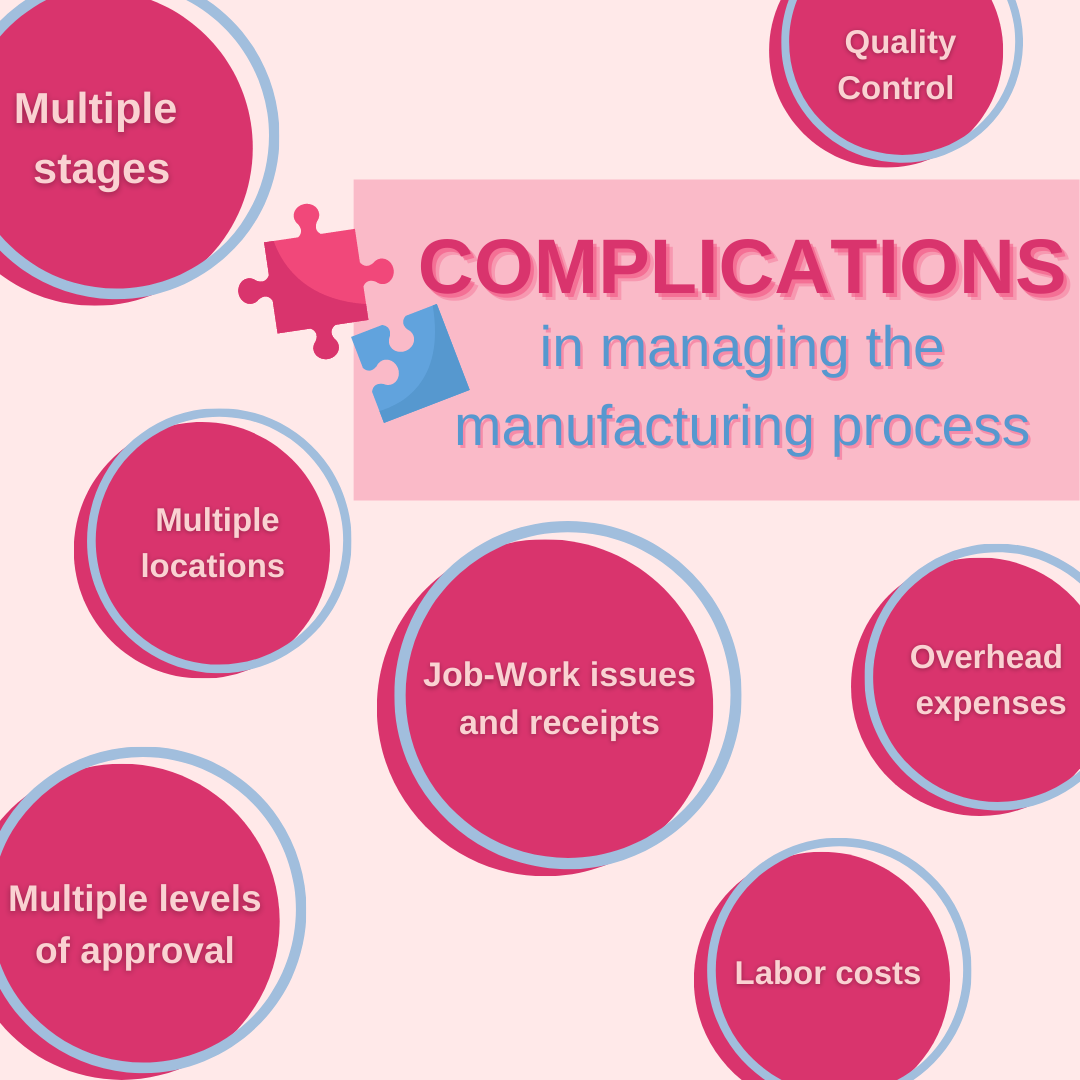 Multiple
stages
Quality
Control
COMPLICATIONS
in managing the
manufacturing process
Multiple
locations
Job-Work issues
and receipts
Overhead
expenses
Multiple levels
of approval
Labor costs